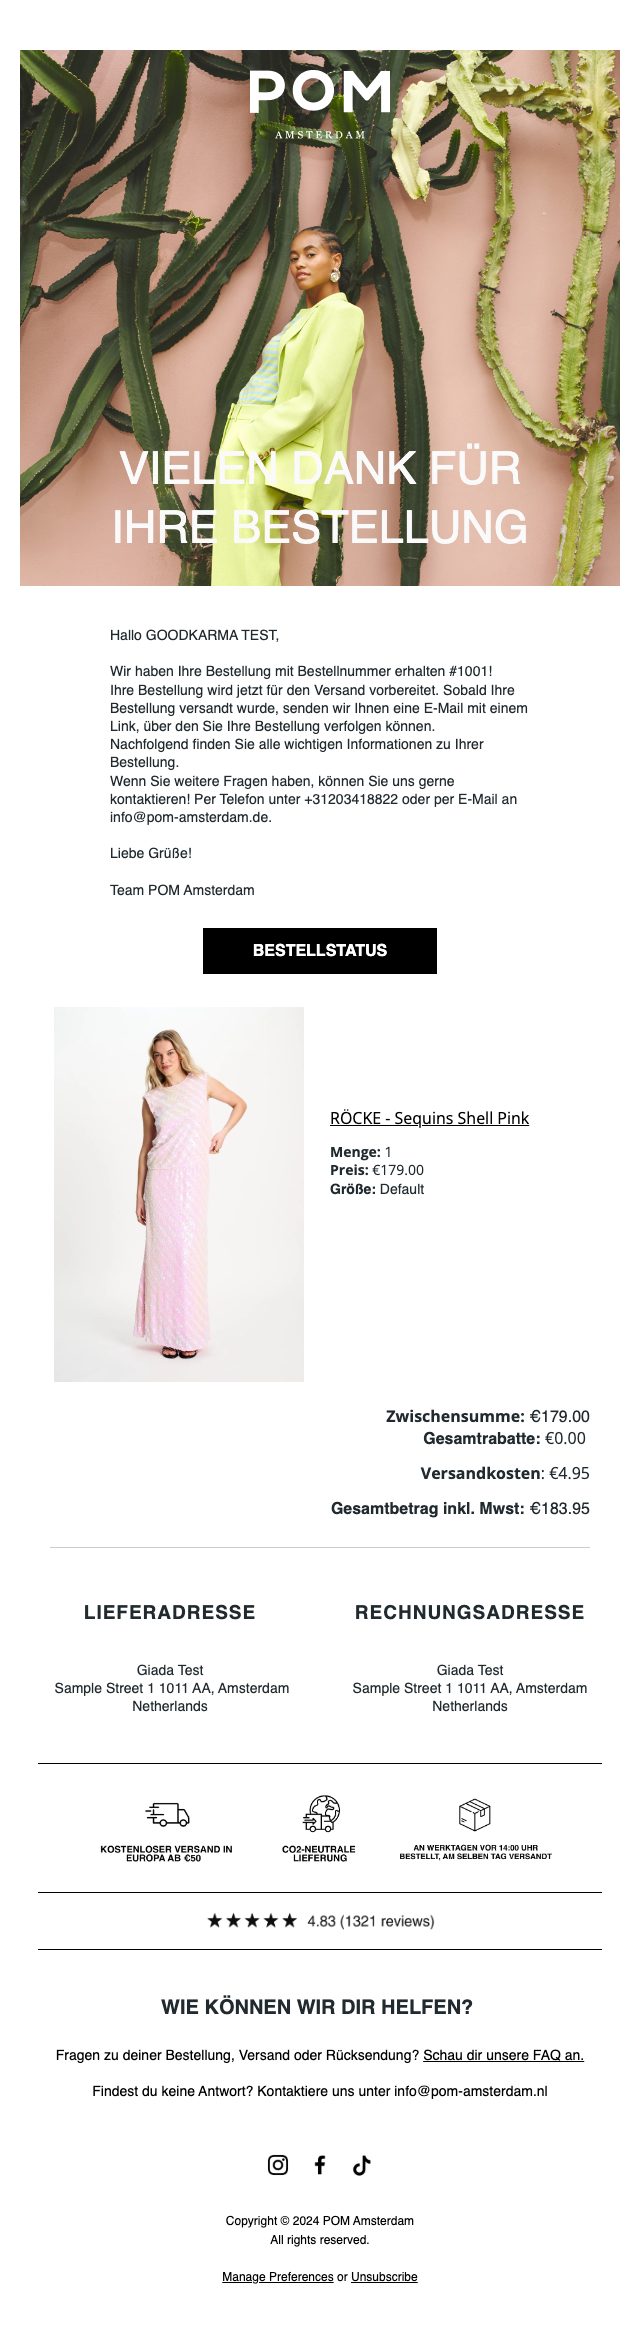 POM
AMSTERDAM
VIELEN DANK FÜR
IHRE BESTELLUNG
Hallo GOODKARMA TEST,
Wir haben Ihre Bestellung mit Bestellnummer erhalten #1001!
Ihre Bestellung wird jetzt für den Versand vorbereitet. Sobald Ihre
Bestellung versandt wurde, senden wir Ihnen eine E-Mail mit einem
Link, über den Sie Ihre Bestellung verfolgen können.
Nachfolgend finden Sie alle wichtigen Informationen zu Ihrer
Bestellung.
Wenn Sie weitere Fragen haben, können Sie uns gerne
kontaktieren! Per Telefon unter +31203418822 oder per E-Mail an
info@pom-amsterdam.de.
Liebe Grüße!
Team POM Amsterdam
BESTELLSTATUS
RÖCKE - Sequins Shell Pink
Menge: 1
Preis: €179.00
Größe: Default
Zwischensumme: €179.00
Gesamtrabatte: €0.00
Versandkosten: €4.95
Gesamtbetrag inkl. Mwst: €183.95
LIEFERADRESSE
Giada Test
Sample Street 1 1011 AA, Amsterdam
Netherlands
RECHNUNGSADRESSE
Giada Test
Sample Street 1 1011 AA, Amsterdam
Netherlands
KOSTENLOSER VERSAND IN
EUROPA AB €50
CO2-NEUTRALE
LIEFERUNG
AN WERKTAGEN VOR 14:00 UHR
BESTELLT, AM SELBEN TAG VERSANDT
4.83 (1321 reviews)
WIE KÖNNEN WIR DIR HELFEN?
Fragen zu deiner Bestellung, Versand oder Rücksendung? Schau dir unsere FAQ an.
Findest du keine Antwort? Kontaktiere uns unter info@pom-amsterdam.nl
Copyright © 2024 POM Amsterdam
All rights reserved.
Manage Preferences or Unsubscribe